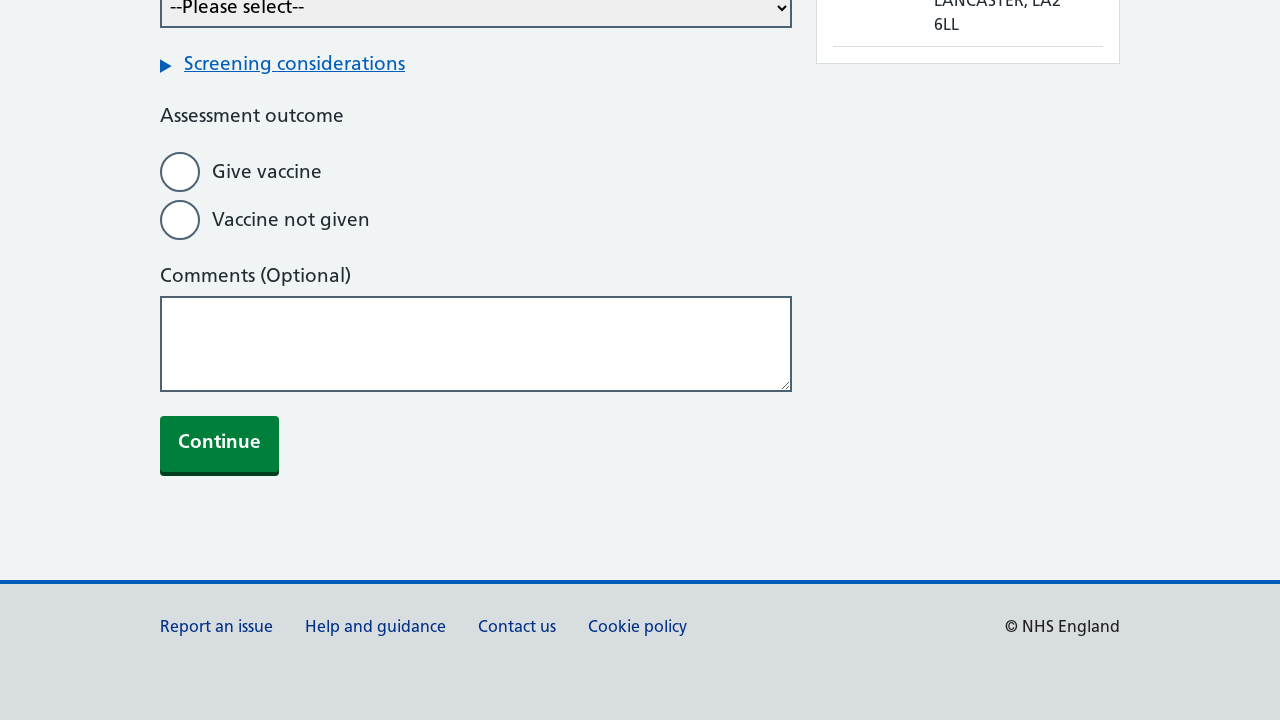 --Please select--
LANCASTER, LA2
6LL
Screening considerations
Assessment outcome
Give vaccine
Vaccine not given
Comments (Optional)
Continue
Report an issue
Help and guidance
Contact us
Cookie policy
© NHS England